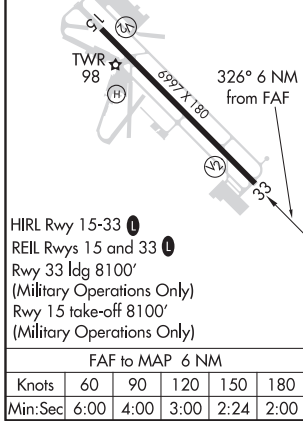 15
V5
TWR
98
H
6997 X 180
326° 6 NM
from FAF
V2
33
HIRL Rwy 15-33 L
REIL Rwys 15 and 33 L
Rwy 33 ldg 8100'
(Military Operations Only)
Rwy 15 take-off 8100'
(Military Operations Only)
FAF to MAP 6 NM
Knots 60 90 120 150 180
Min:Sec 6:00 4:00 3:00 2:24 2:00